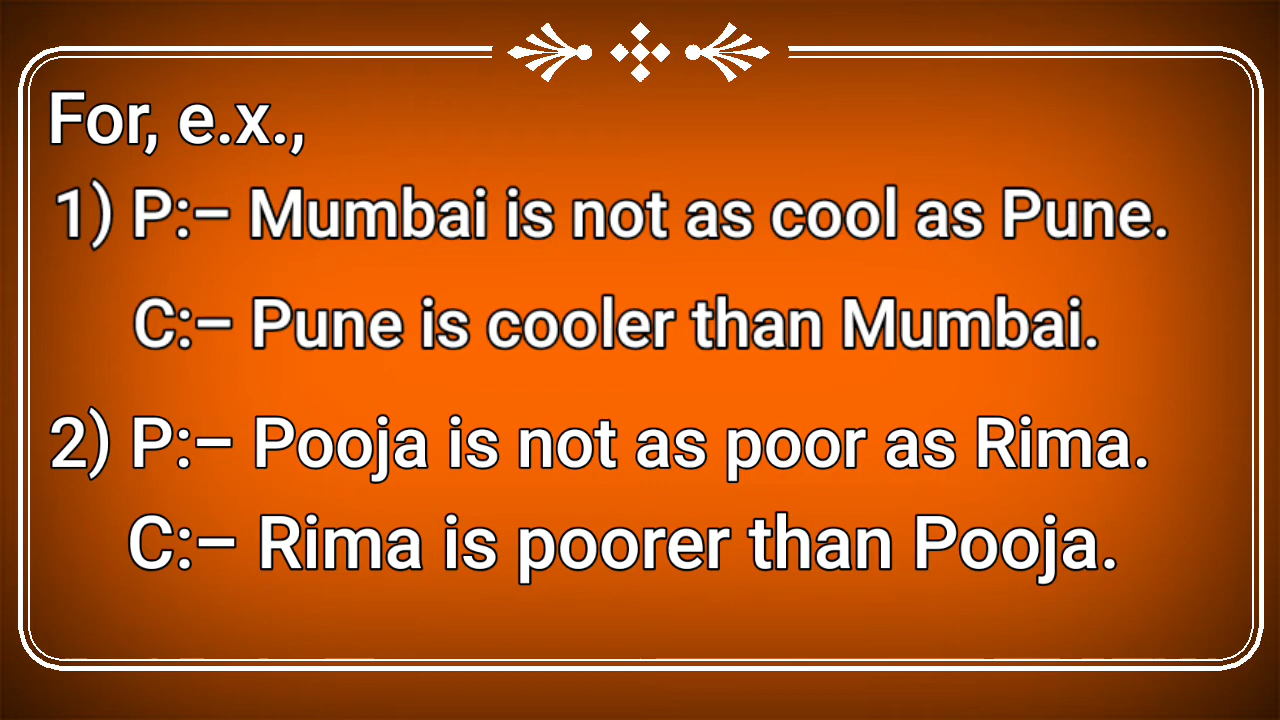 For, e.x.,
1) P:– Mumbai is not as cool as Pune.
C:– Pune is cooler than Mumbai.
2) P:– Pooja is not as poor as Rima.
C:– Rima is poorer than Pooja.